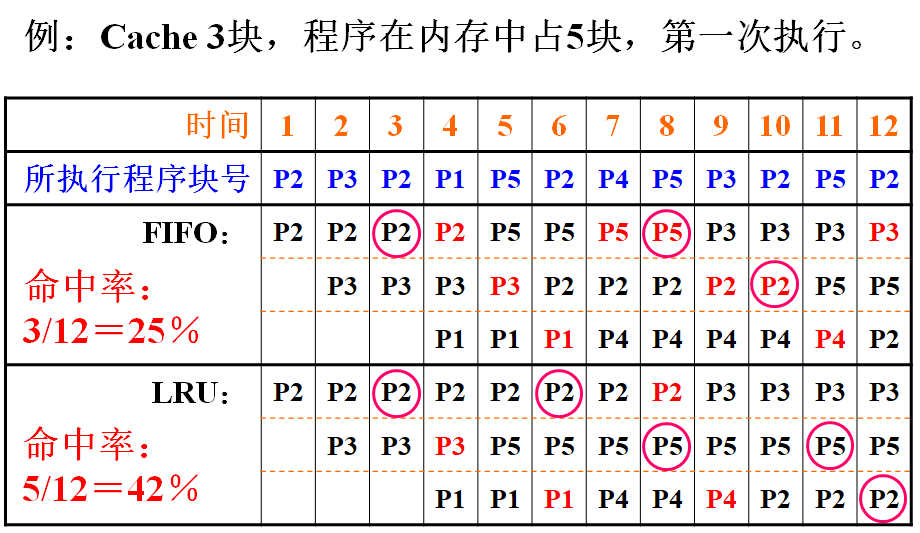 例：Cache 3块，程序在内存中占5块，第一次执行。
时间 1 2 3 4 5 6 7 8 9 10 11 12
所执行程序块号 P2 P3 P2 P1 P5 P2 P4 P5 P3 P2 P5 P2
FIFO： P2 P2 P2 P2 P5 P5 P5 P5 P3 P3 P3 P3
命中率： P3 P3 P3 P3 P2 P2 P2 P2 P2 P5 P5
3/12＝25％ P1 P1 P1 P4 P4 P4 P4 P4 P2
LRU： P2 P2 P2 P2 P2 P2 P2 P2 P3 P3 P3 P3
命中率： P3 P3 P3 P5 P5 P5 P5 P5 P5 P5 P5
5/12＝42％ P1 P1 P1 P4 P4 P4 P2 P2 P2